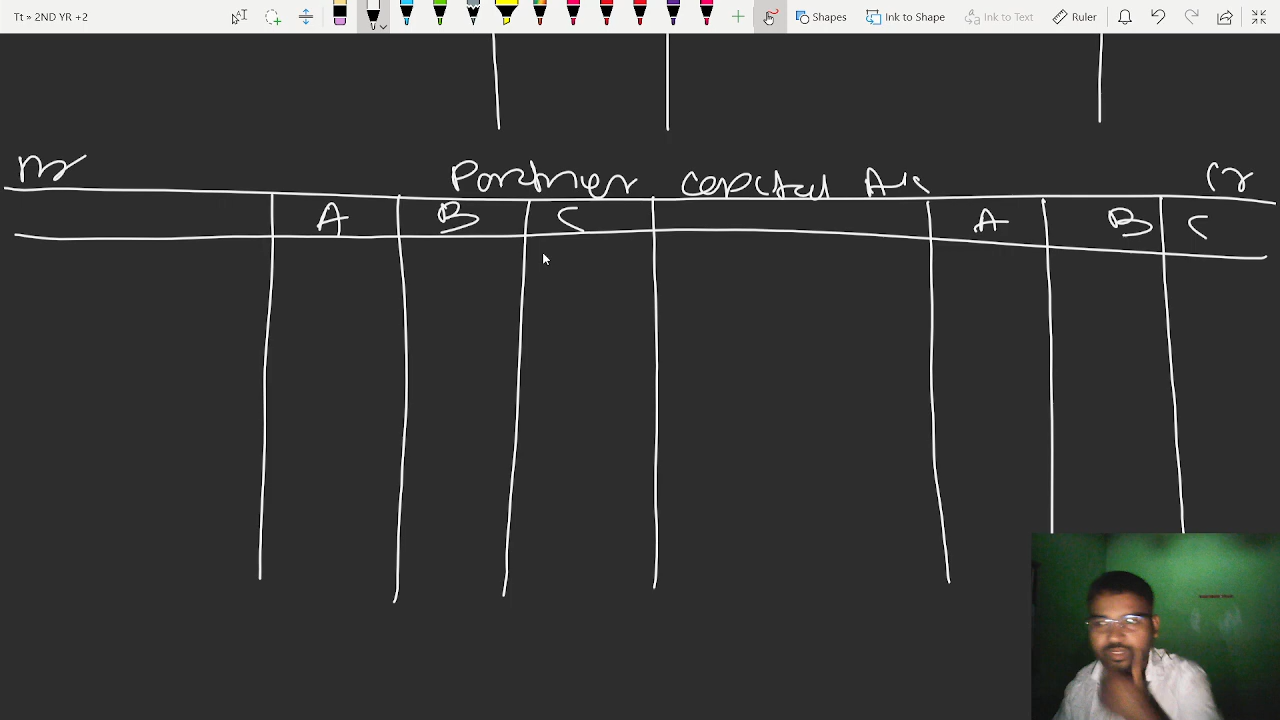 Tt » 2ND YR +2
Shapes Ink to Shape Ink to Text Ruler
Dr Partner capital A/c Cr
A B C A B C